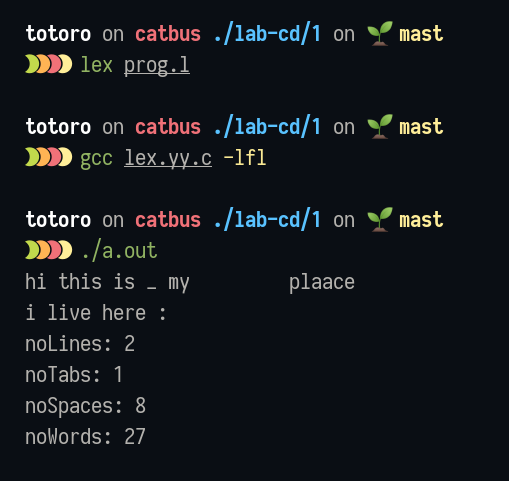 totoro on catbus ./lab-cd/1 on 🌱 mast
lex prog.l
totoro on catbus ./lab-cd/1 on 🌱 mast
gcc lex.yy.c -lfl
totoro on catbus ./lab-cd/1 on 🌱 mast
./a.out
hi this is _ my        plaace
i live here :
noLines: 2
noTabs: 1
noSpaces: 8
noWords: 27